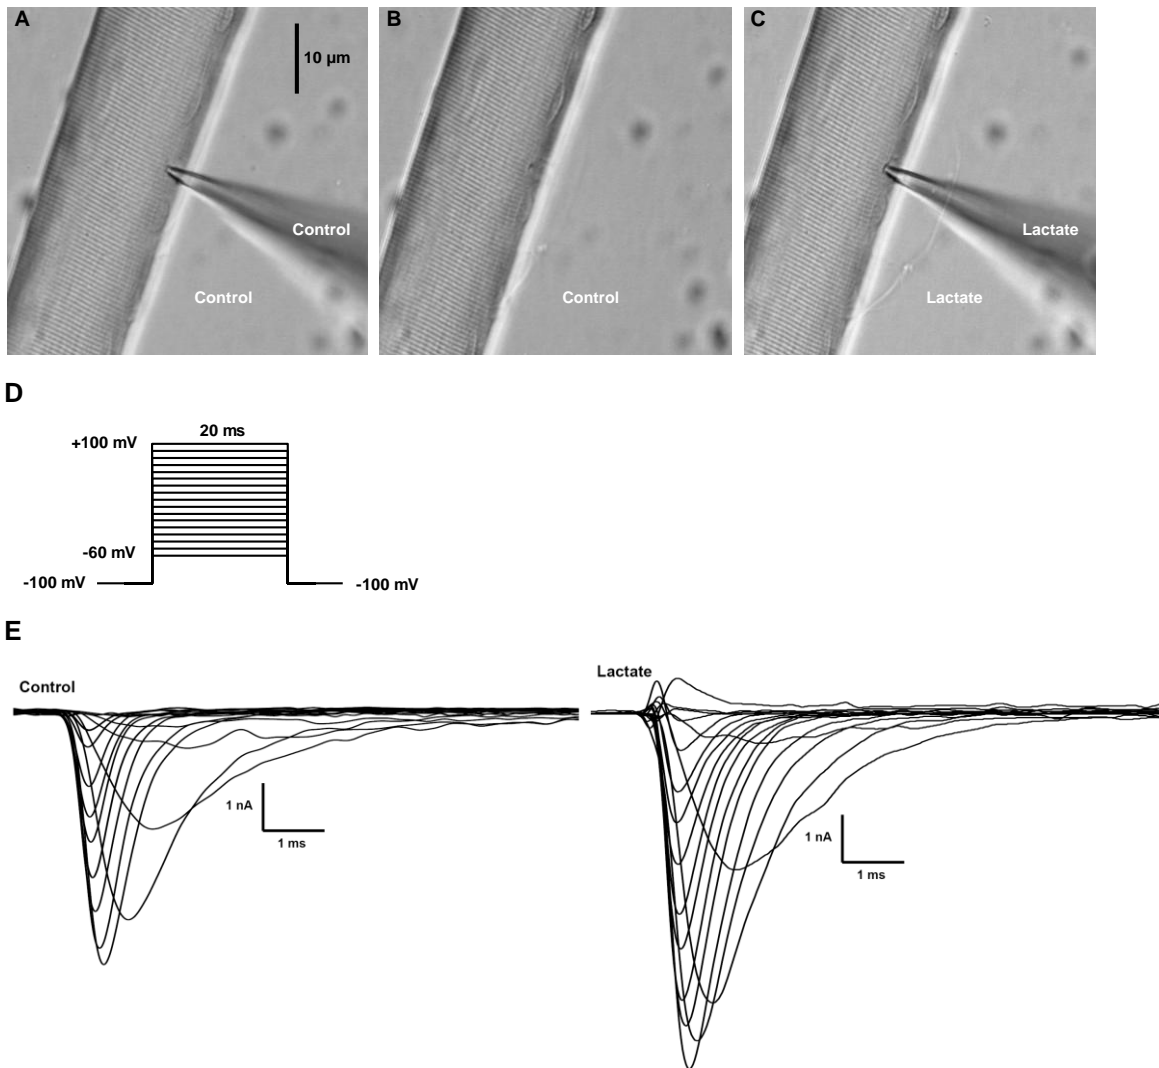 A
10 μm
Control
Control
B
Control
C
Lactate
Lactate
D
20 ms
+100 mV
-60 mV
-100 mV
-100 mV
E
Control
1 nA
1 ms
Lactate
1 nA
1 ms